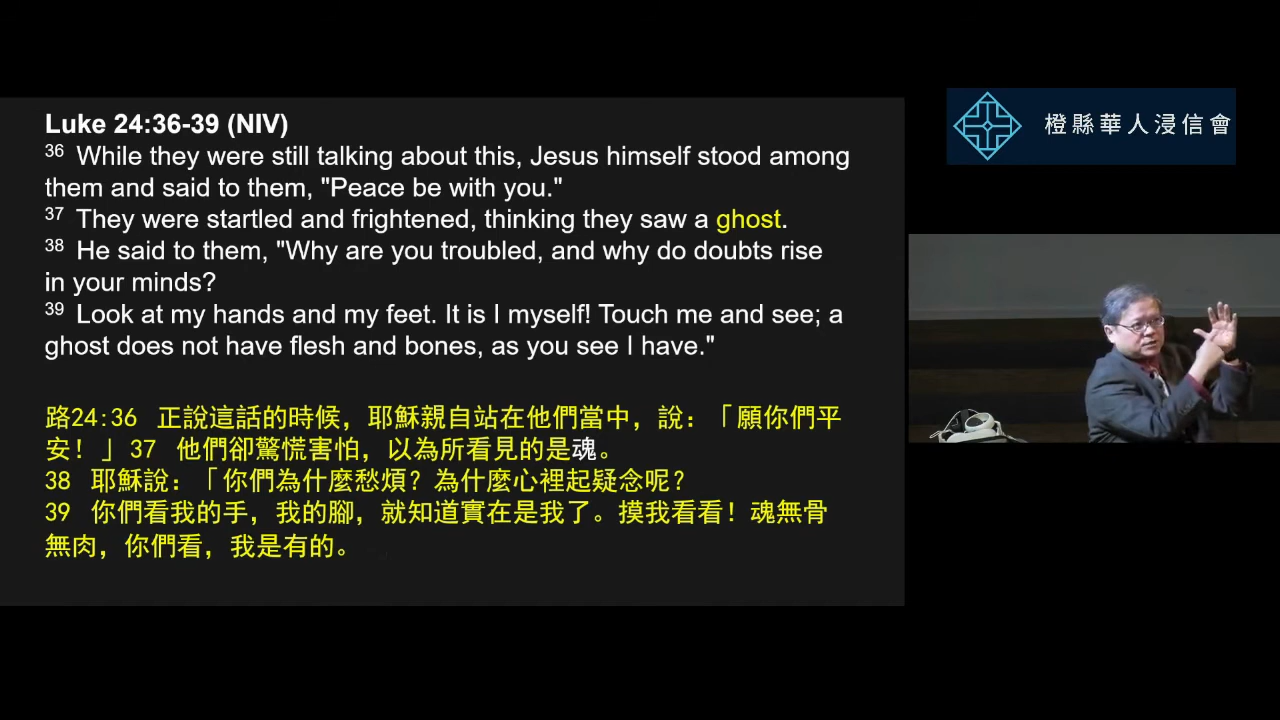 Luke 24:36-39 (NIV)
36 While they were still talking about this, Jesus himself stood among
them and said to them, "Peace be with you."
37 They were startled and frightened, thinking they saw a ghost.
38 He said to them, "Why are you troubled, and why do doubts rise
in your minds?
39 Look at my hands and my feet. It is I myself! Touch me and see; a
ghost does not have flesh and bones, as you see I have."
路24:36 正說這話的時候，耶穌親自站在他們當中，說：「願你們平
安！」37 他們卻驚慌害怕，以為所看見的是魂。
38 耶穌說：「你們為什麼愁煩？為什麼心裡起疑念呢？
39 你們看我的手，我的腳，就知道實在是我了。摸我看看！魂無骨
無肉，你們看，我是有的。
橙縣華人浸信會